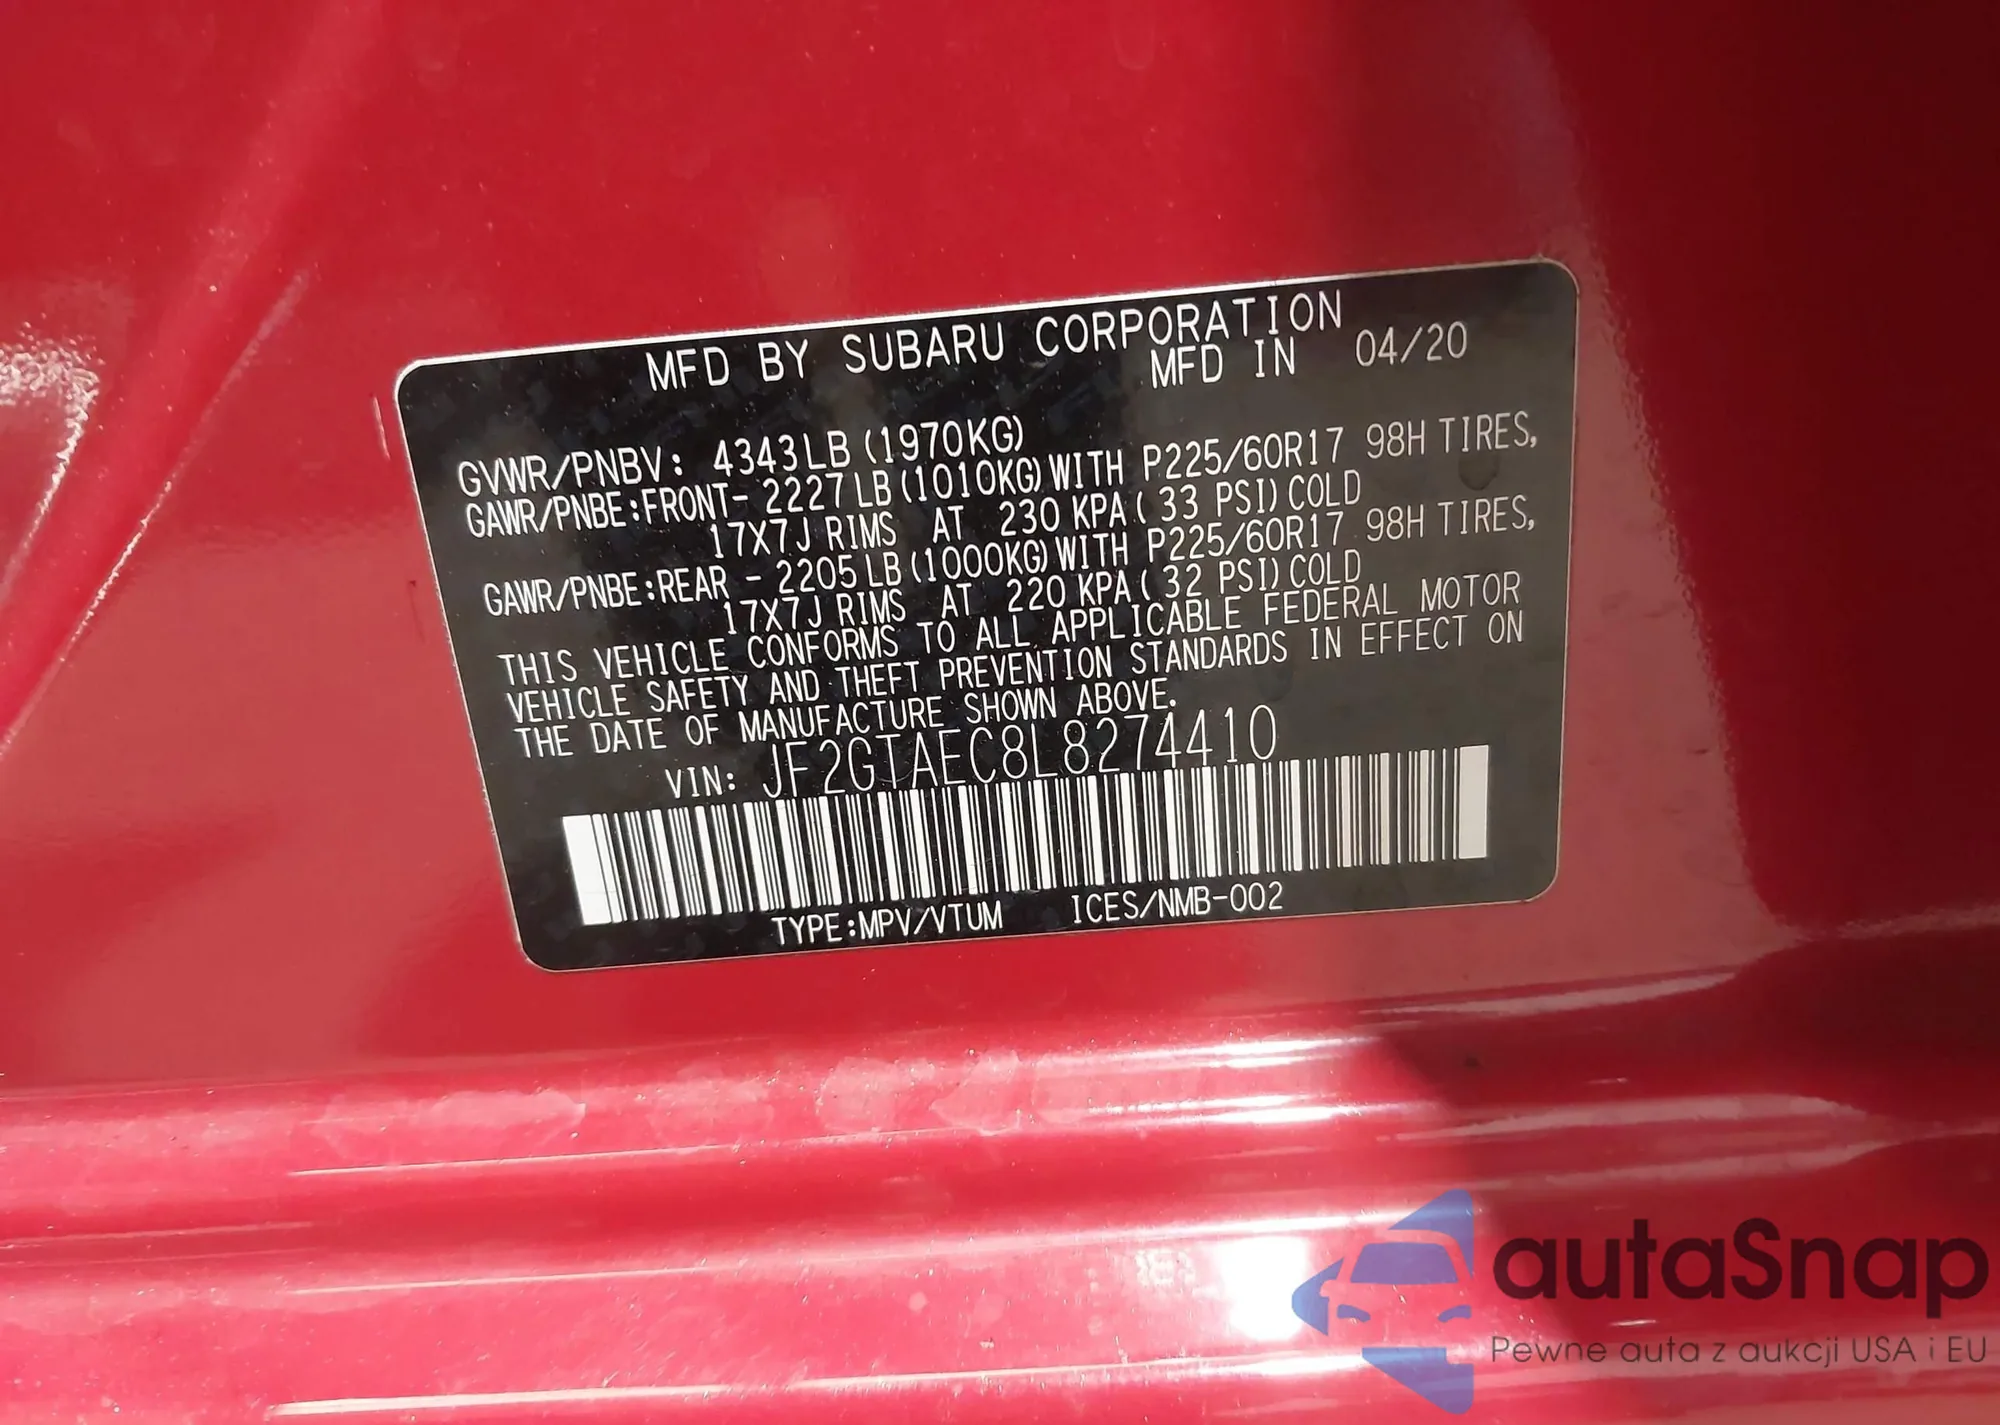 MFD BY SUBARU CORPORATION
MFD IN 04/20
GVWR/PNBV: 4343LB (1970KG)
GAWR/PNBE:FRONT- 2227LB (1010KG) WITH P225/60R17 98H TIRES,
17X7J RIMS AT 230 KPA ( 33 PSI) COLD
GAWR/PNBE:REAR - 2205LB (1000KG) WITH P225/60R17 98H TIRES,
17X7J RIMS AT 220 KPA ( 32 PSI) COLD
THIS VEHICLE CONFORMS TO ALL APPLICABLE FEDERAL MOTOR
VEHICLE SAFETY AND THEFT PREVENTION STANDARDS IN EFFECT ON
THE DATE OF MANUFACTURE SHOWN ABOVE.
VIN: JF2GTAEC8L8274410
TYPE:MPV/VTUM ICES/NMB-002
autaSnap
Pewne auta z aukcji USA i EU